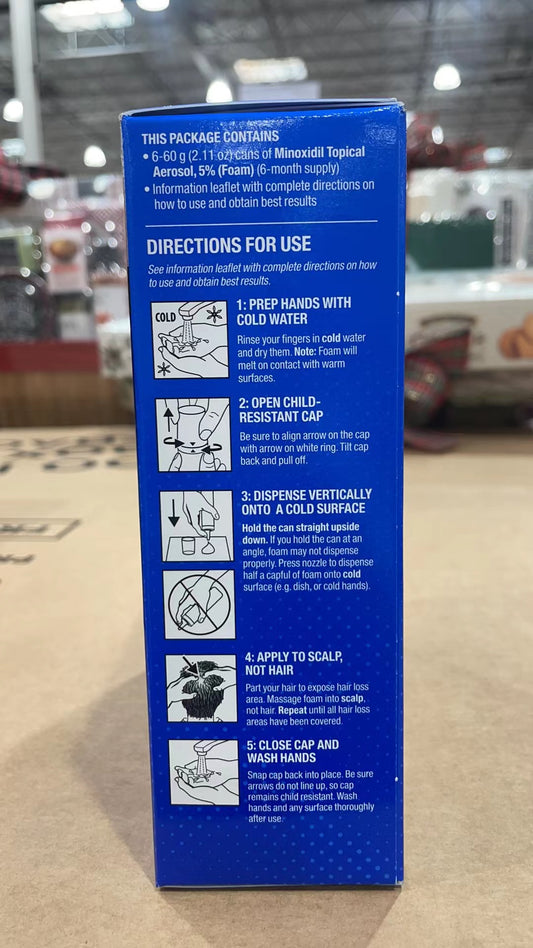 THIS PACKAGE CONTAINS
• 6-60 g (2.11 oz) cans of Minoxidil Topical
Aerosol, 5% (Foam) (6-month supply)
• Information leaflet with complete directions on
how to use and obtain best results
DIRECTIONS FOR USE
See information leaflet with complete directions on how
to use and obtain best results.
COLD
1: PREP HANDS WITH
COLD WATER
Rinse your fingers in cold water
and dry them. Note: Foam will
melt on contact with warm
surfaces.
2: OPEN CHILD-
RESISTANT CAP
Be sure to align arrow on the cap
with arrow on white ring. Tilt cap
back and pull off.
3: DISPENSE VERTICALLY
ONTO A COLD SURFACE
Hold the can straight upside
down. If you hold the can at an
angle, foam may not dispense
properly. Press nozzle to dispense
half a capful of foam onto cold
surface (e.g. dish, or cold hands).
4: APPLY TO SCALP,
NOT HAIR
Part your hair to expose hair loss
area. Massage foam into scalp,
not hair. Repeat until all hair loss
areas have been covered.
5: CLOSE CAP AND
WASH HANDS
Snap cap back into place. Be sure
arrows do not line up, so cap
remains child resistant. Wash
hands and any surface thoroughly
after use.